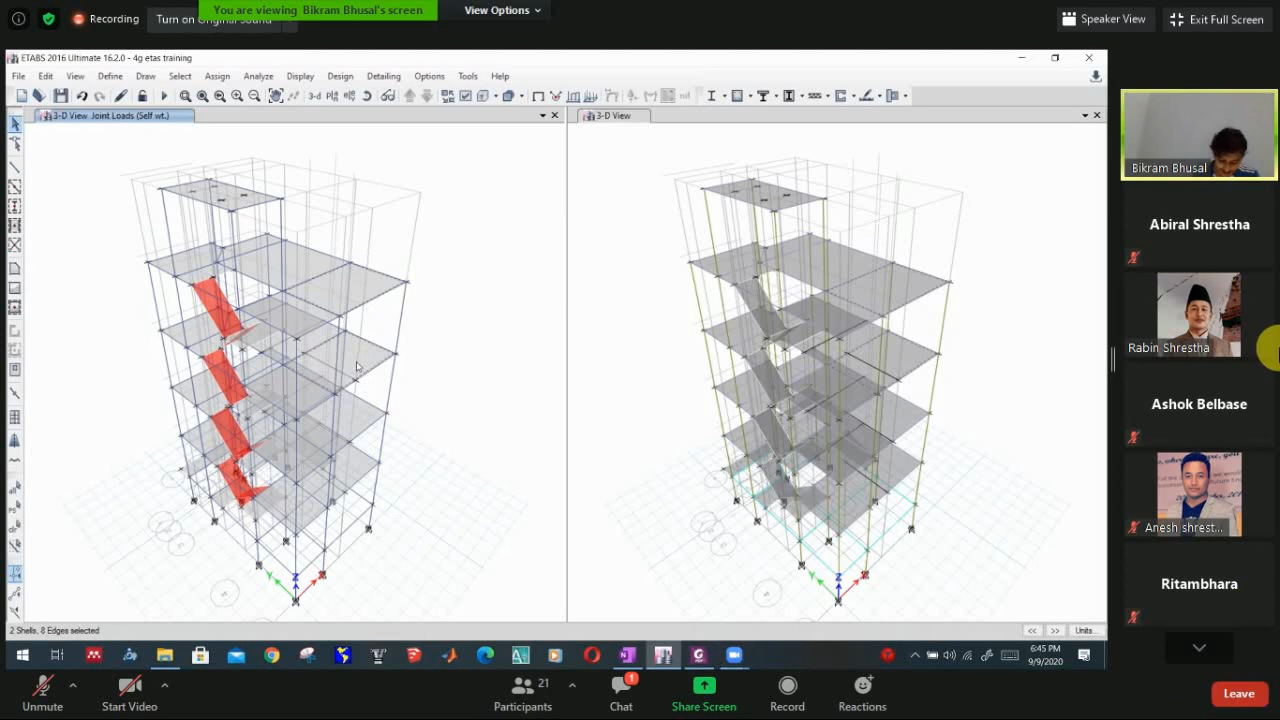 You are viewing Bikram Bhusal's screen
View Options
Recording
Turn on Original Sound
Speaker View
Exit Full Screen
ETABS 2016 Ultimate 16.2.0 - 4g etas training
File Edit View Define Draw Select Assign Analyze Display Design Detailing Options Tools Help
3-d
3-D View Joint Loads (Self wt.)
3-D View
Z
Y
Z
Y
2 Shells, 8 Edges selected
<< >> Units...
6:45 PM
9/9/2020
Bikram Bhusal
Abiral Shrestha
Rabin Shrestha
Ashok Belbase
Anesh shrest...
Ritambhara
Unmute
Start Video
21
Participants
1
Chat
Share Screen
Record
Reactions
Leave